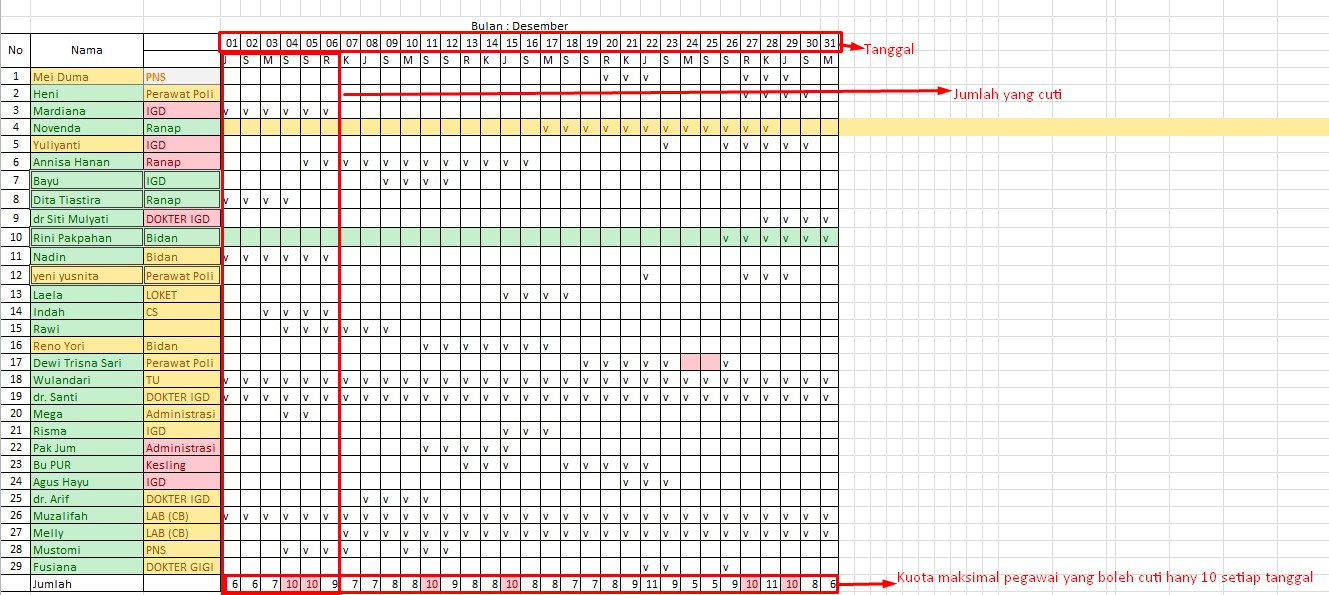 Bulan : Desember
No Nama 01 02 03 04 05 06 07 08 09 10 11 12 13 14 15 16 17 18 19 20 21 22 23 24 25 26 27 28 29 30 31 Tanggal
J S M S S R K J S M S S R K J S M S S R K J S M S S R K J S M
1 Mei Duma PNS v v v v v v
2 Heni Perawat Poli v v v v Jumlah yang cuti
3 Mardiana IGD v v v v v v
4 Novenda Ranap v v v v v v v v v v v v
5 Yuliyanti IGD v v v v v v
6 Annisa Hanan Ranap v v v v v v v v v v v v
7 Bayu IGD v v v v
8 Dita Tiastira Ranap v v v v
9 dr Siti Mulyati DOKTER IGD v v v v
10 Rini Pakpahan Bidan v v v v v v
11 Nadin Bidan v v v v v v
12 yeni yusnita Perawat Poli v v v v
13 Laela LOKET v v v v
14 Indah CS v v v v
15 Rawi v v v v v v
16 Reno Yori Bidan v v v v v v v
17 Dewi Trisna Sari Perawat Poli v v v v v v
18 Wulandari TU v v v v v v v v v v v v v v v v v v v v v v v v v v v v v v v
19 dr. Santi DOKTER IGD v v v v v v v v v v v v v v v v v v v v v v v v v v v v v v v
20 Mega Administrasi v v
21 Risma IGD v v v
22 Pak Jum Administrasi v v v v v
23 Bu PUR Kesling v v v v v v v v
24 Agus Hayu IGD v v v
25 dr. Arif DOKTER IGD v v v v
26 Muzalifah LAB (CB) v v v v v v v v v v v v v v v v v v v v v v v v v v v v v v v
27 Melly LAB (CB) v v v v v v v v v v v v v v v v v v v v v v v v v
28 Mustomi PNS v v v v v v v
29 Fusiana DOKTER GIGI v v v
Jumlah 6 6 7 10 10 9 7 7 8 8 10 9 8 8 10 8 8 7 7 8 9 11 9 5 5 9 10 11 10 8 6 Kuota maksimal pegawai yang boleh cuti hany 10 setiap tanggal